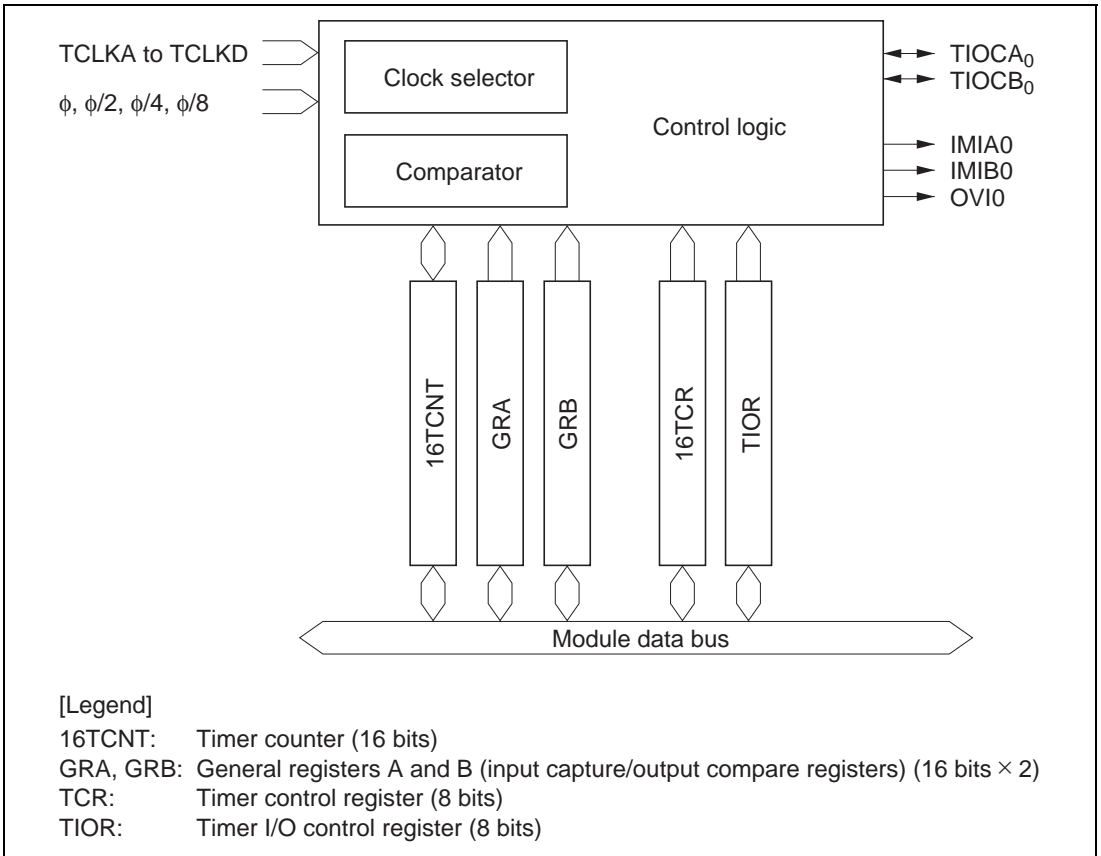 TCLKA to TCLKD
ϕ, ϕ/2, ϕ/4, ϕ/8
Clock selector
Comparator
Control logic
TIOCA₀
TIOCB₀
IMIA0
IMIB0
OVI0
16TCNT
GRA
GRB
16TCR
TIOR
Module data bus
[Legend]
16TCNT: Timer counter (16 bits)
GRA, GRB: General registers A and B (input capture/output compare registers) (16 bits × 2)
TCR: Timer control register (8 bits)
TIOR: Timer I/O control register (8 bits)